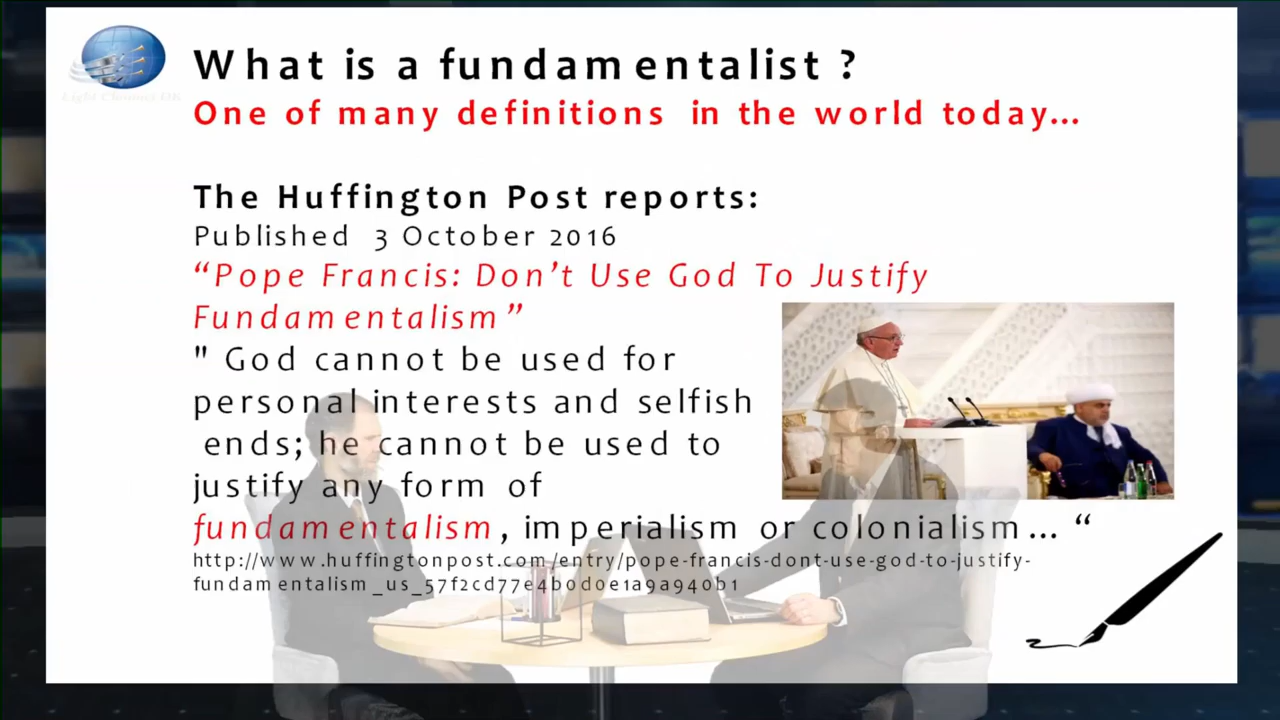 What is a fundamentalist ?
One of many definitions in the world today...
The Huffington Post reports:
Published 3 October 2016
“Pope Francis: Don’t Use God To Justify
Fundamentalism”
" God cannot be used for
personal interests and selfish
ends; he cannot be used to
justify any form of
fundamentalism, imperialism or colonialism... “
http://www.huffingtonpost.com/entry/pope-francis-dont-use-god-to-justify-
fundamentalism_us_57f2cd77e4b0d0e1a9a940b1